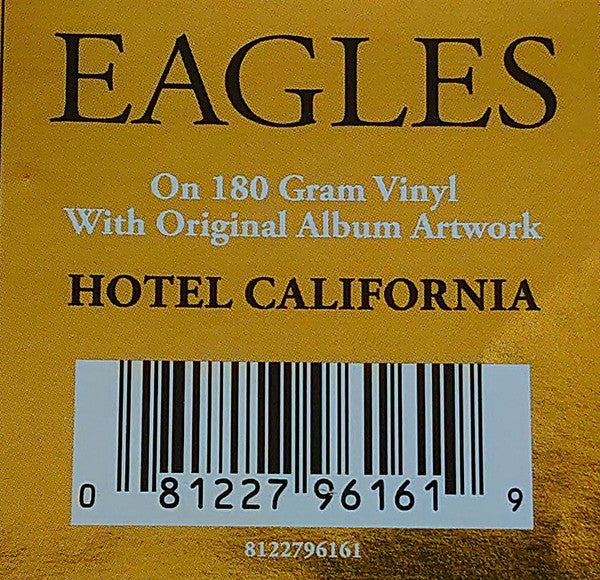 EAGLES
On 180 Gram Vinyl
With Original Album Artwork
HOTEL CALIFORNIA
0 81227 96161 9
8122796161